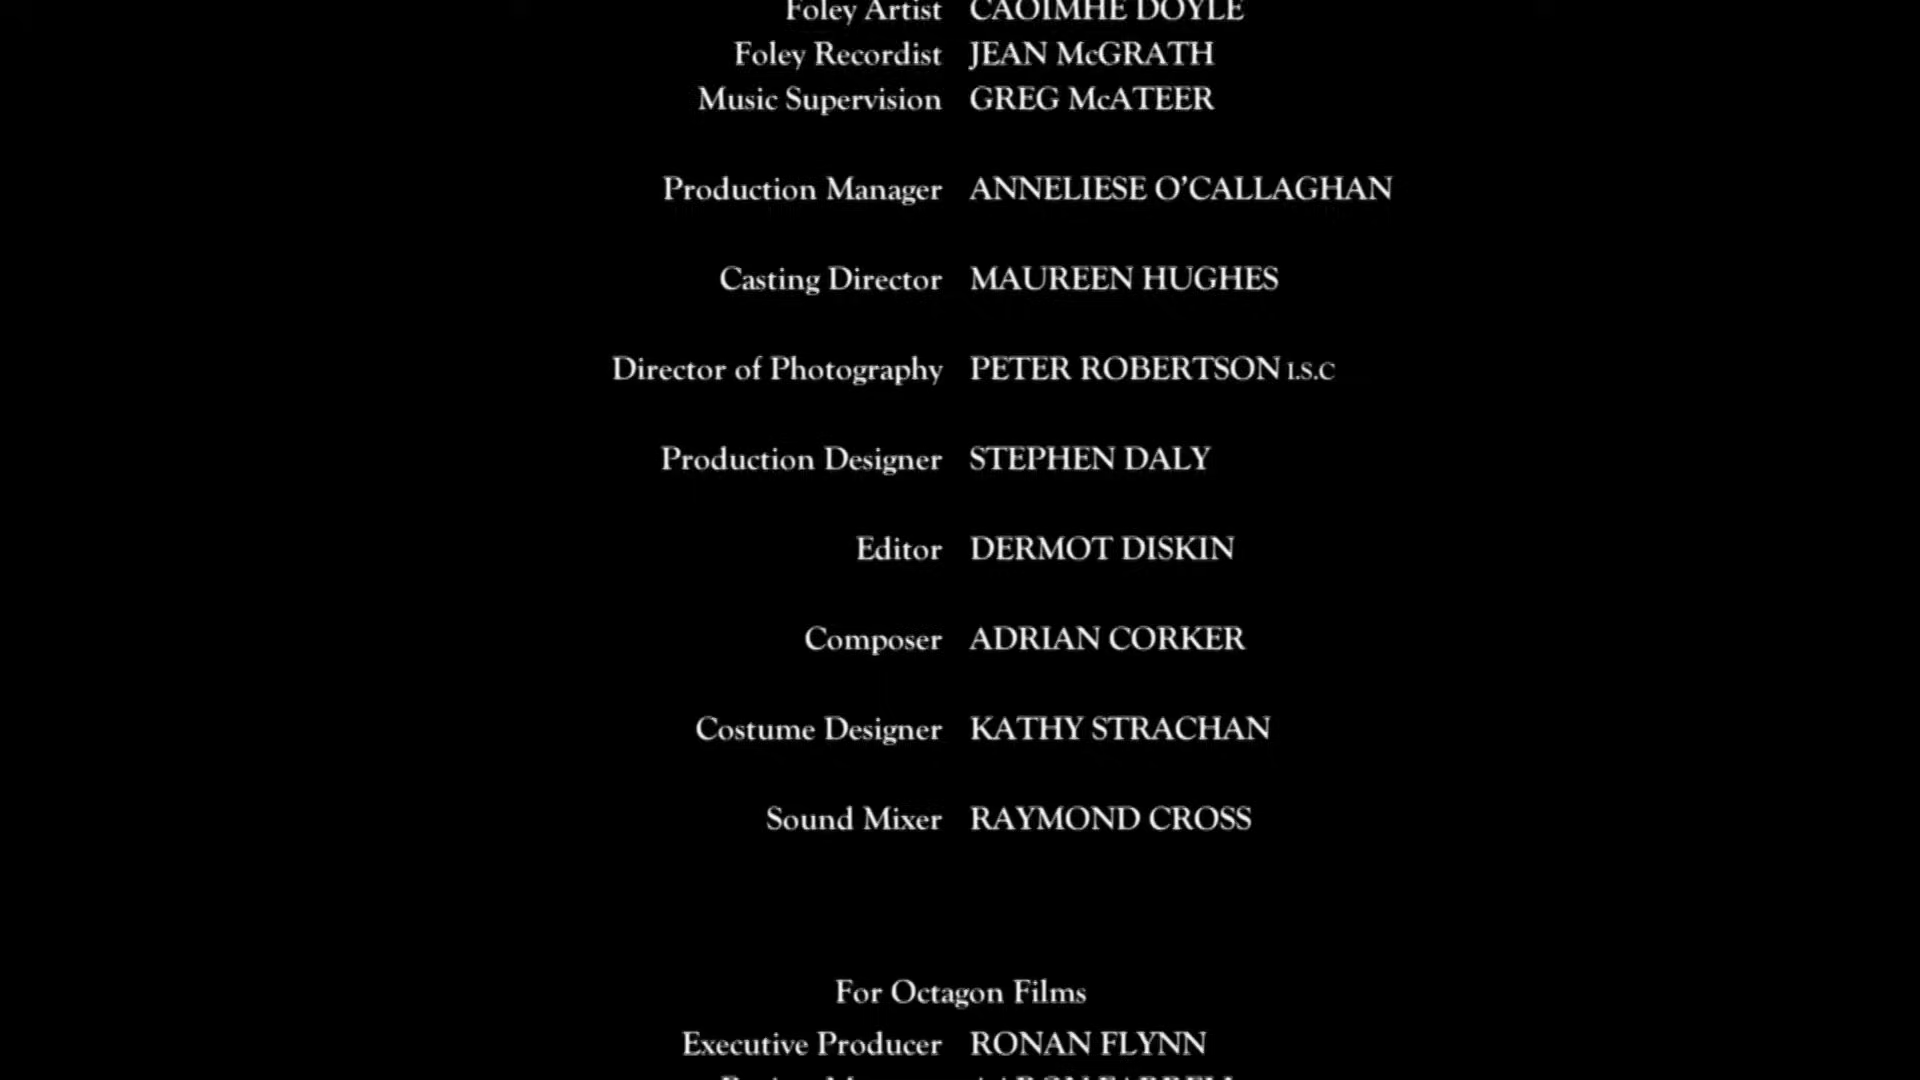 Foley Artist CAOIMHE DOYLE
Foley Recordist JEAN McGRATH
Music Supervision GREG McATEER
Production Manager ANNELIESE O’CALLAGHAN
Casting Director MAUREEN HUGHES
Director of Photography PETER ROBERTSON I.S.C
Production Designer STEPHEN DALY
Editor DERMOT DISKIN
Composer ADRIAN CORKER
Costume Designer KATHY STRACHAN
Sound Mixer RAYMOND CROSS
For Octagon Films
Executive Producer RONAN FLYNN